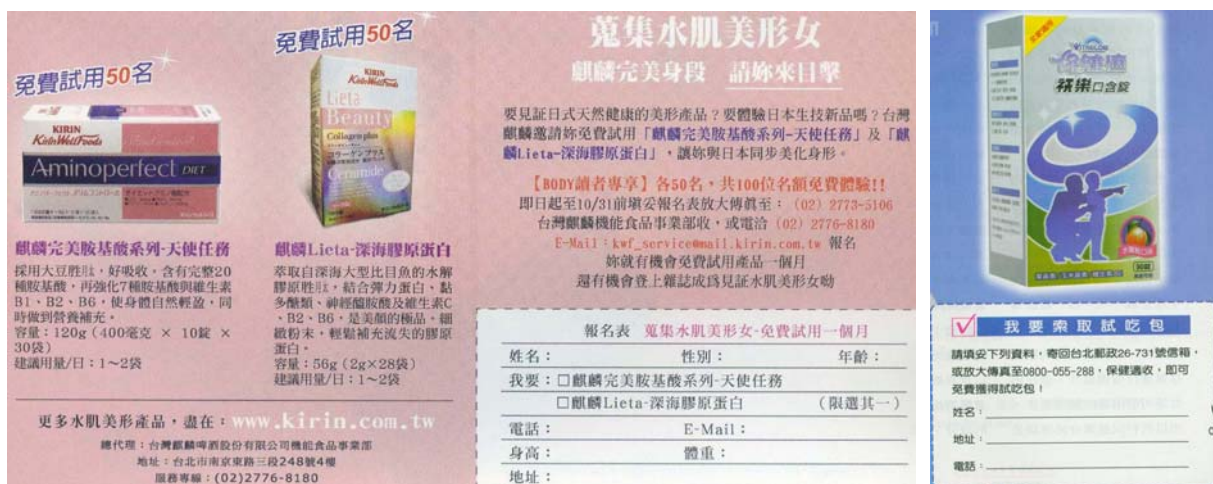 免費試用50名
KIRIN
Kirin WellFoods
Aminoperfect DIET
麒麟完美胺基酸系列-天使任務
採用大豆胜肽，好吸收，含有完整20
種胺基酸，再強化7種胺基酸與維生素
B1、B2、B6，使身體自然輕盈，同
時做到營養補充。
容量：120g（400毫克 × 10錠 ×
30袋）
建議用量/日：1～2袋
免費試用50名
KIRIN
Kirin WellFoods
Lieta
Beauty
Collagen plus
コラーゲンプラス
Ceramide
麒麟Lieta-深海膠原蛋白
萃取自深海大型比目魚的水解
膠原胜肽，結合彈力蛋白、黏
多醣類、神經醯胺酸及維生素C
、B2、B6，是美顏的極品，細
緻粉末，輕鬆補充流失的膠原
蛋白。
容量：56g（2g×28袋）
建議用量/日：1～2袋
更多水肌美形產品，盡在：www.kirin.com.tw
總代理：台灣麒麟啤酒股份有限公司機能食品事業部
地址：台北市南京東路三段248號4樓
服務專線：(02)2776-8180
蒐集水肌美形女
麒麟完美身段 請妳來目擊
要見証日式天然健康的美形產品？要體驗日本生技新品嗎？台灣
麒麟邀請妳免費試用「麒麟完美胺基酸系列-天使任務」及「麒
麟Lieta-深海膠原蛋白」，讓妳與日本同步美化身形。
【BODY讀者專享】各50名，共100位名額免費體驗!!
即日起至10/31前填妥報名表放大傳真至：（02）2773-5106
台灣麒麟機能食品事業部收，或電洽（02）2776-8180
E-Mail：kwf_service@mail.kirin.com.tw 報名
妳就有機會免費試用產品一個月
還有機會登上雜誌成為見証水肌美形女呦
報名表 蒐集水肌美形女-免費試用一個月
姓名： 性別： 年齡：
我要：□麒麟完美胺基酸系列-天使任務
□麒麟Lieta-深海膠原蛋白 （限選其一）
電話： E-Mail：
身高： 體重：
地址：
口含錠
90錠
我要索取試吃包
請填妥下列資料，寄回台北郵政26-731號信箱，
或放大傳真至0800-055-288，保健邁收，即可
免費獲得試吃包！
姓名：
地址：
電話：